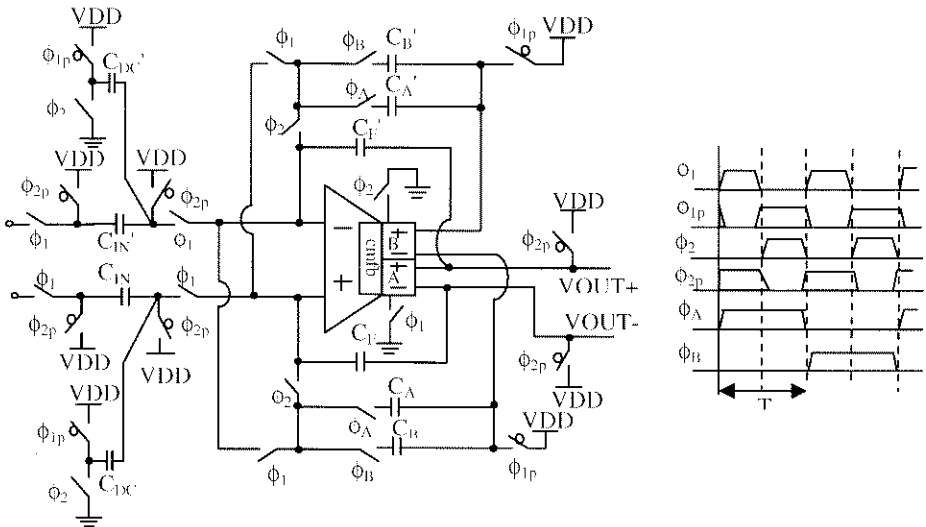 VDD
ϕ1p
CDC'
ϕ2
VDD
VDD
ϕ2p
ϕ2p
ϕ1
CIN'
ϕ1
CIN
ϕ1
ϕ1
ϕ2p
ϕ2p
VDD
VDD
VDD
ϕ1p
ϕ2
CDC
ϕ1
ϕB
CB'
ϕ1p
VDD
ϕA
CA'
ϕ2
CF'
ϕ2
−
+
cmfb
B
+
A
+
ϕ1
VDD
ϕ2p
VOUT+
VOUT-
ϕ2p
VDD
CF
ϕ2
CA
ϕA
CB
ϕ1
ϕB
VDD
ϕ1p
ϕ1
ϕ1p
ϕ2
ϕ2p
ϕA
ϕB
T